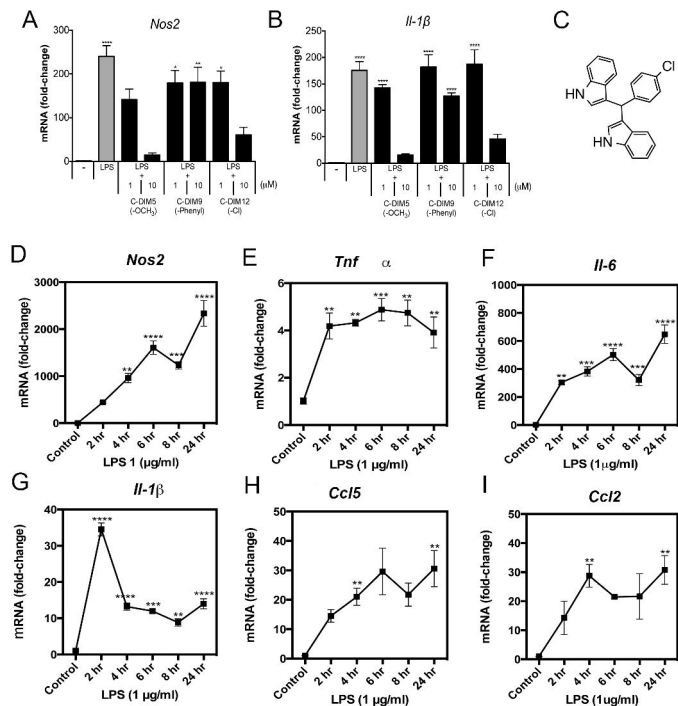 A
Nos2
mRNA (fold-change)
300
200
100
0
****
*
**
*
-
LPS
LPS
+
1
10
LPS
+
1
10
LPS
+
1
10
(μM)
C-DIM5
(-OCH3)
C-DIM9
(-Phenyl)
C-DIM12
(-Cl)
B
Il-1β
mRNA (fold-change)
250
200
150
100
50
0
****
****
****
****
****
-
LPS
LPS
+
1
10
LPS
+
1
10
LPS
+
1
10
(μM)
C-DIM5
(-OCH3)
C-DIM9
(-Phenyl)
C-DIM12
(-Cl)
C
Cl
HN
HN
D
Nos2
mRNA (fold-change)
3000
2000
1000
0
**
****
***
****
Control
2 hr
4 hr
6 hr
8 hr
24 hr
LPS 1 (μg/ml)
E
Tnf α
mRNA (fold-change)
6
4
2
0
**
**
***
**
**
Control
2 hr
4 hr
6 hr
8 hr
24 hr
LPS (1 μg/ml)
F
Il-6
mRNA (fold-change)
800
600
400
200
0
**
***
****
***
****
Control
2 hr
4 hr
6 hr
8 hr
24 hr
LPS (1μg/ml)
G
Il-1β
mRNA (fold-change)
40
30
20
10
0
****
****
***
**
****
Control
2 hr
4 hr
6 hr
8 hr
24 hr
LPS (1 μg/ml)
H
Ccl5
mRNA (fold-change)
50
40
30
20
10
0
**
**
Control
2 hr
4 hr
6 hr
8 hr
24 hr
LPS (1 μg/ml)
I
Ccl2
mRNA (fold-change)
50
40
30
20
10
0
**
**
Control
2 hr
4 hr
6 hr
8 hr
24 hr
LPS (1ug/ml)